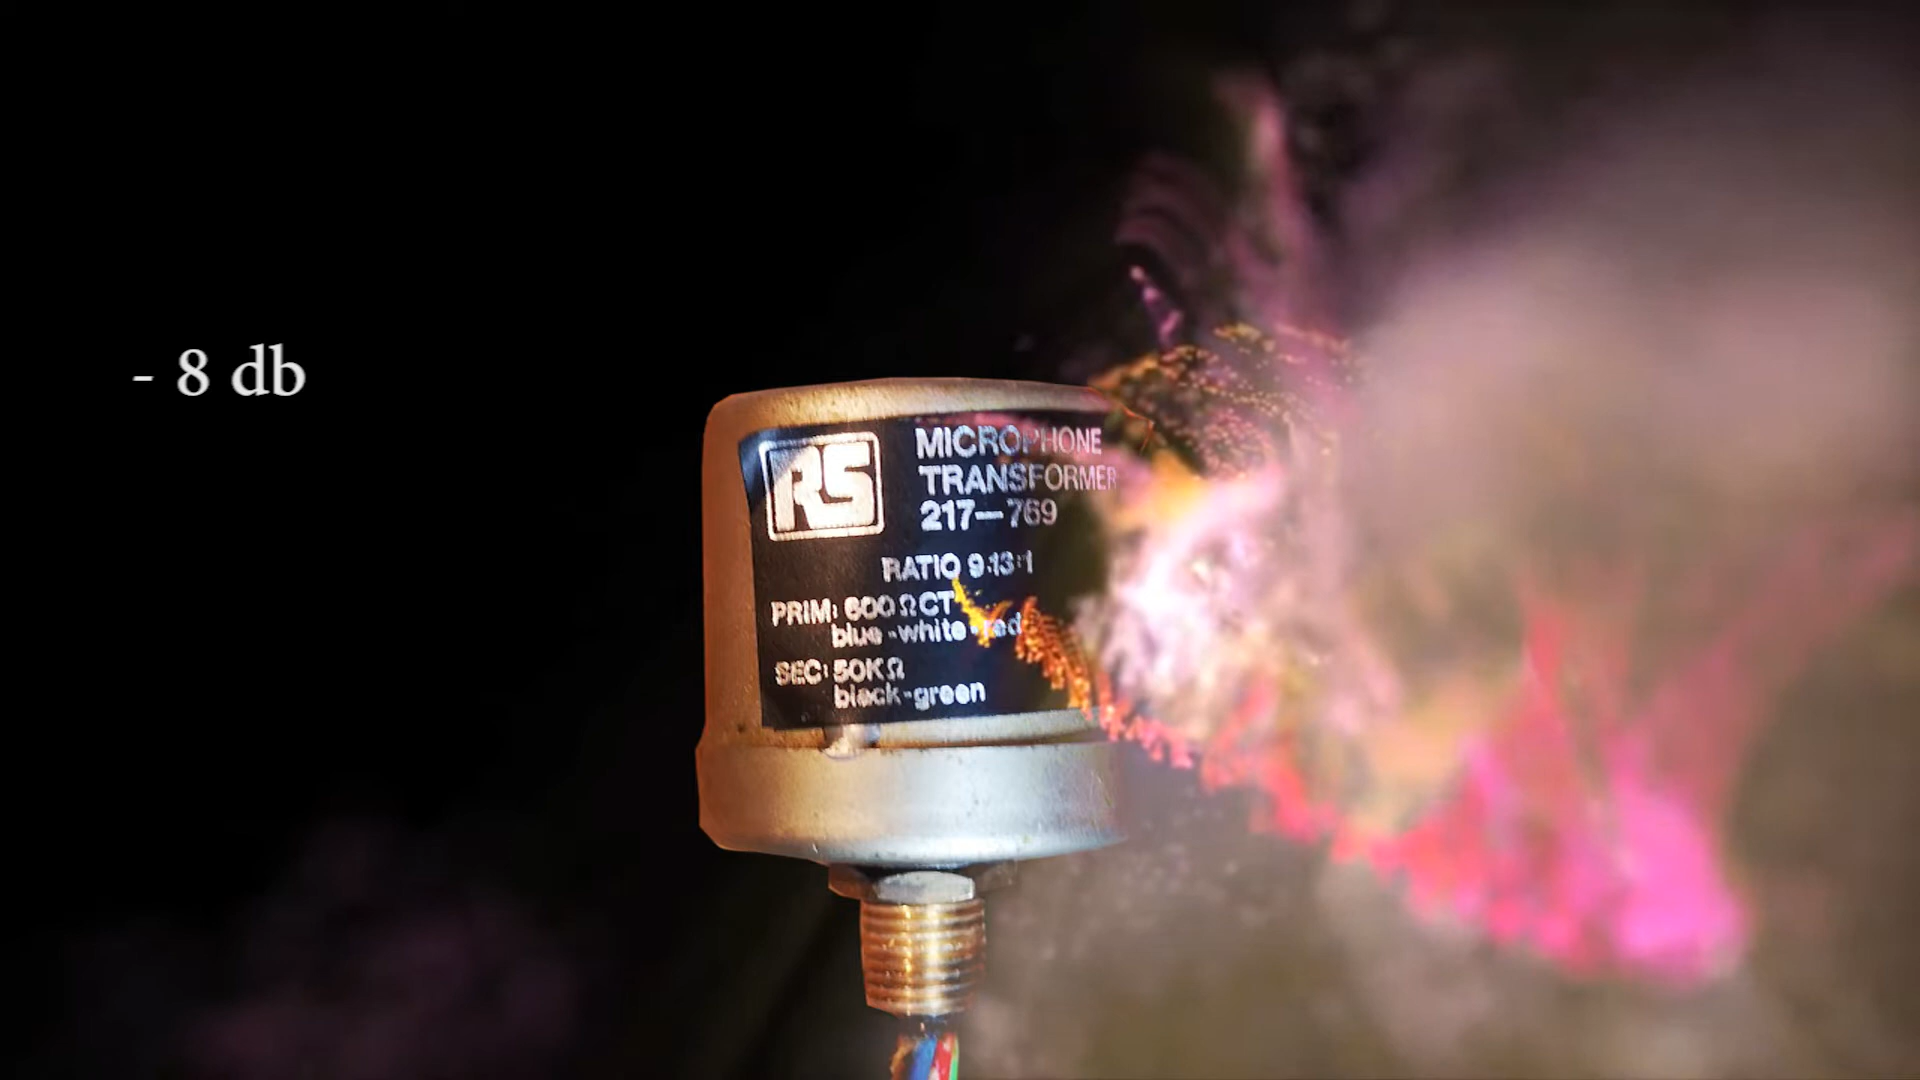 - 8 db
RS
MICROPHONE
TRANSFORMER
217—769
RATIO 9·13:1
PRIM: 600 Ω CT
blue-white-red
SEC: 50K Ω
black-green